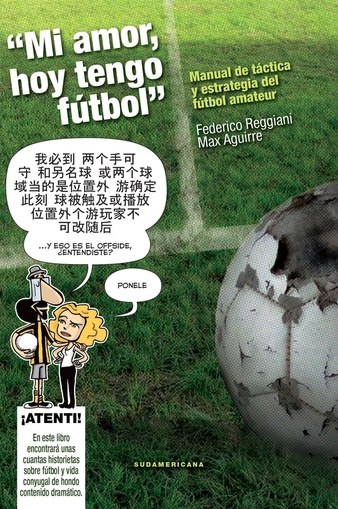 “Mi amor,
hoy tengo
fútbol”
Manual de táctica
y estrategia del
fútbol amateur
Federico Reggiani
Max Aguirre
我必到 两个手可
守 和另名球 或两个球
域当的是位置外 游确定
此刻 球被触及或播放
位置外个游玩家不
可改随后
...Y ESO ES EL OFFSIDE,
¿ENTENDISTE?
PONELE
¡ATENTI!
En este libro
encontrará unas
cuantas historietas
sobre fútbol y vida
conyugal de hondo
contenido dramático.
SUDAMERICANA